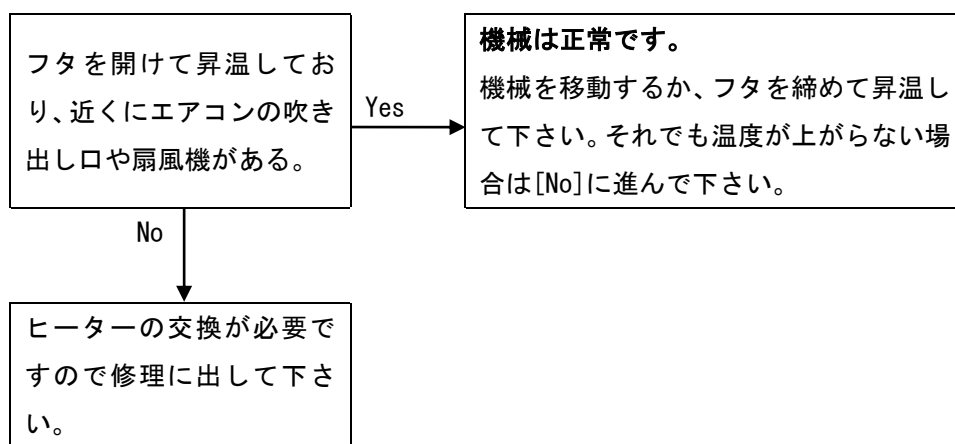 フタを開けて昇温してお
り、近くにエアコンの吹き
出し口や扇風機がある。
Yes
機械は正常です。
機械を移動するか、フタを締めて昇温し
て下さい。それでも温度が上がらない場
合は[No]に進んで下さい。
No
ヒーターの交換が必要で
すので修理に出して下さ
い。